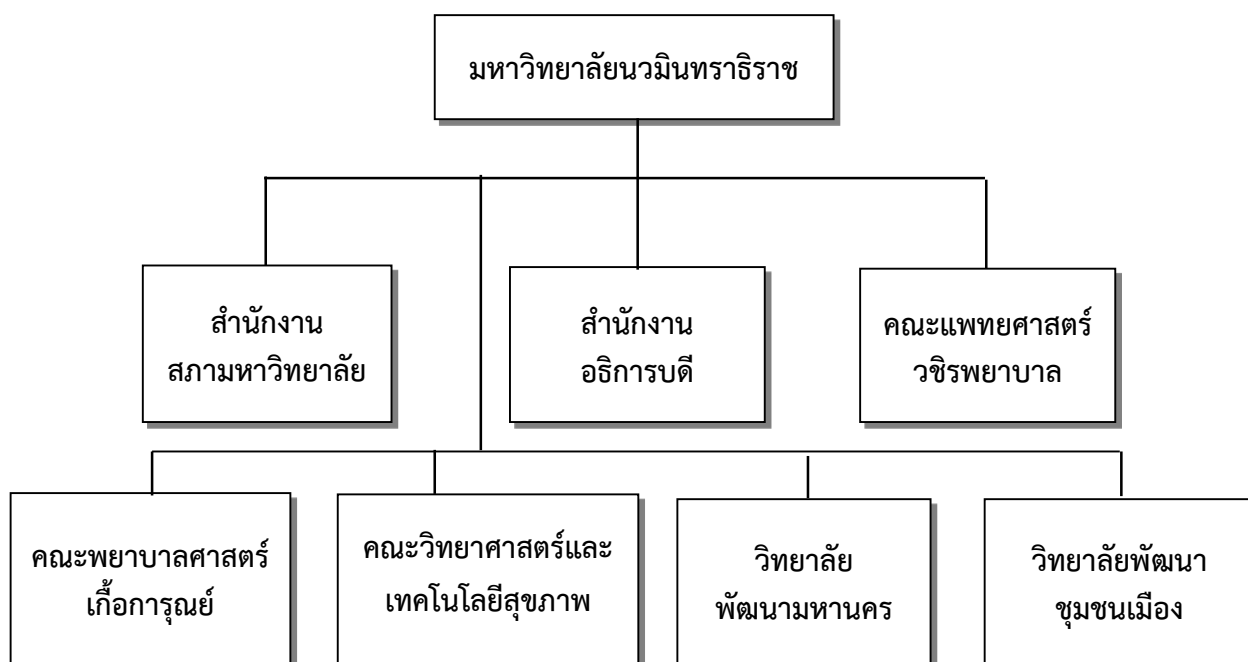 มหาวิทยาลัยนวมินทราธิราช
สำนักงาน
สภามหาวิทยาลัย
สำนักงาน
อธิการบดี
คณะแพทยศาสตร์
วชิรพยาบาล
คณะพยาบาลศาสตร์
เกื้อการุณย์
คณะวิทยาศาสตร์และ
เทคโนโลยีสุขภาพ
วิทยาลัย
พัฒนามหานคร
วิทยาลัยพัฒนา
ชุมชนเมือง